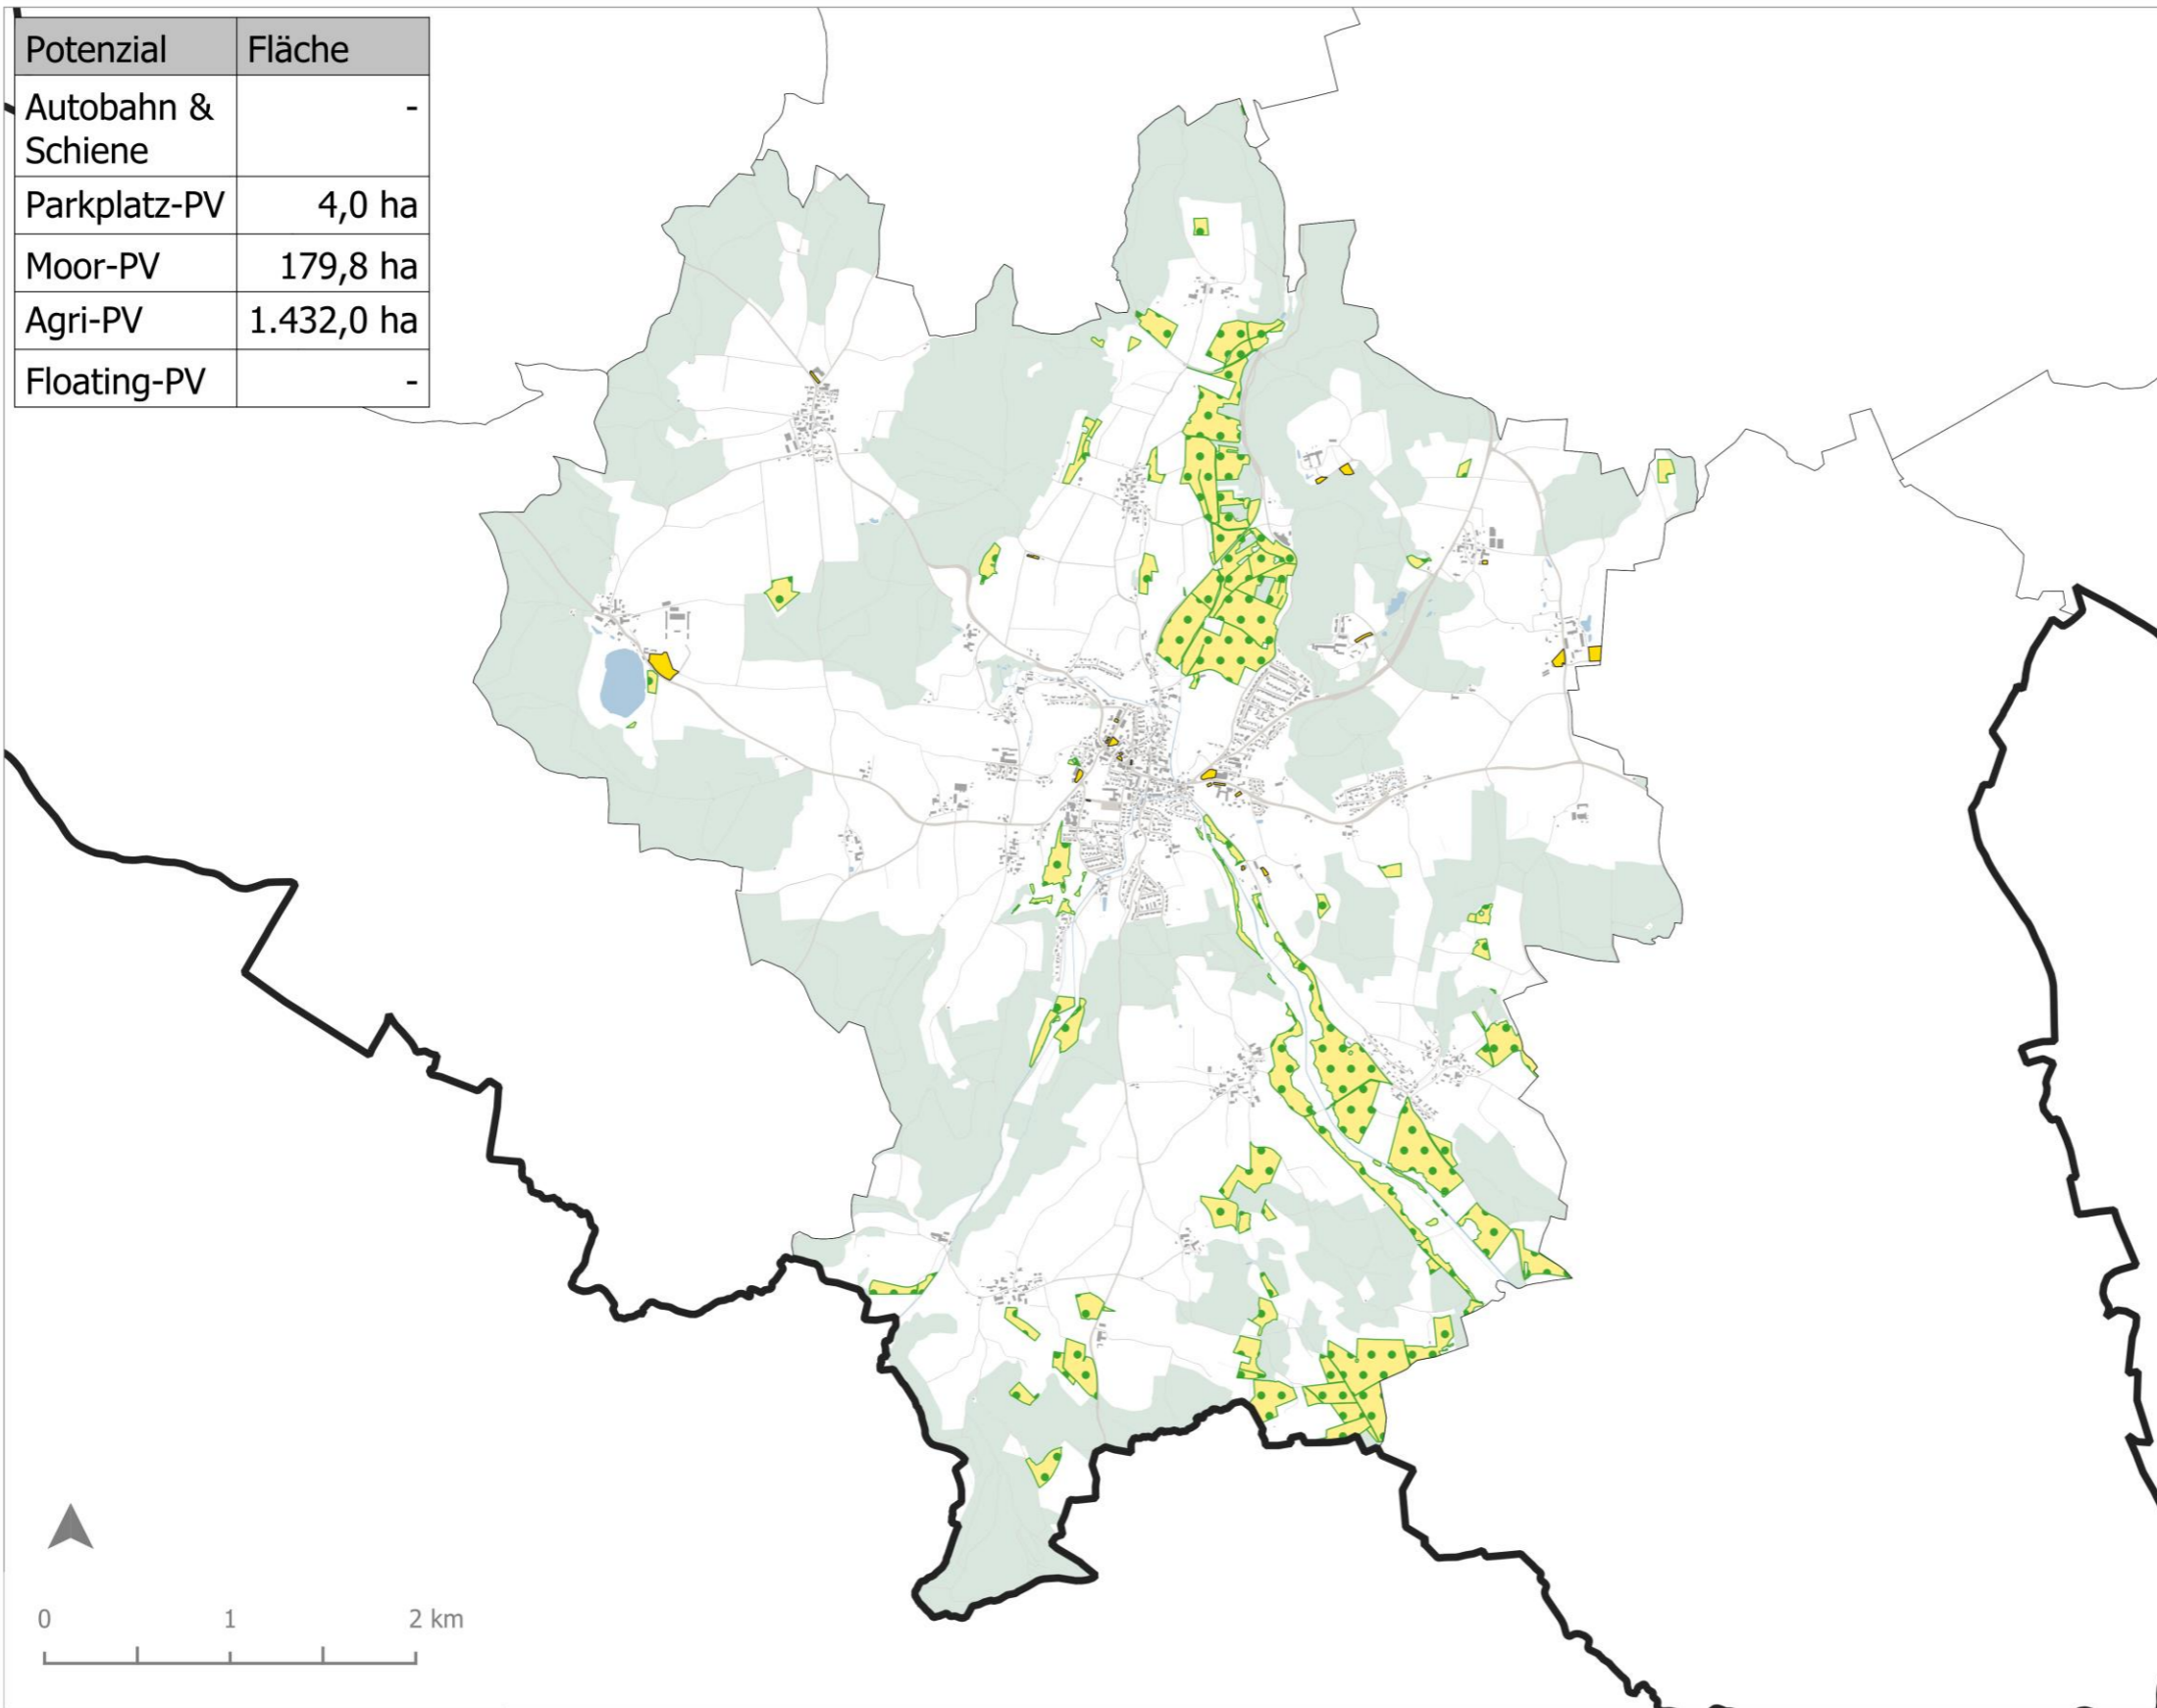 Potenzial Fläche
Autobahn & -
Schiene
Parkplatz-PV 4,0 ha
Moor-PV 179,8 ha
Agri-PV 1.432,0 ha
Floating-PV -
0 1 2 km